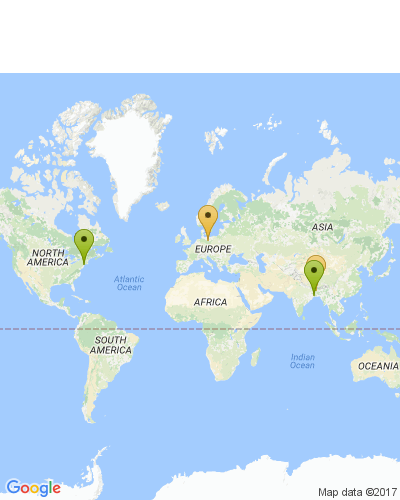 ASIA
NORTH
AMERICA
EUROPE
Atlantic
Ocean
AFRICA
SOUTH
AMERICA
Indian
Ocean
OCEANIA
Google
Map data ©2017